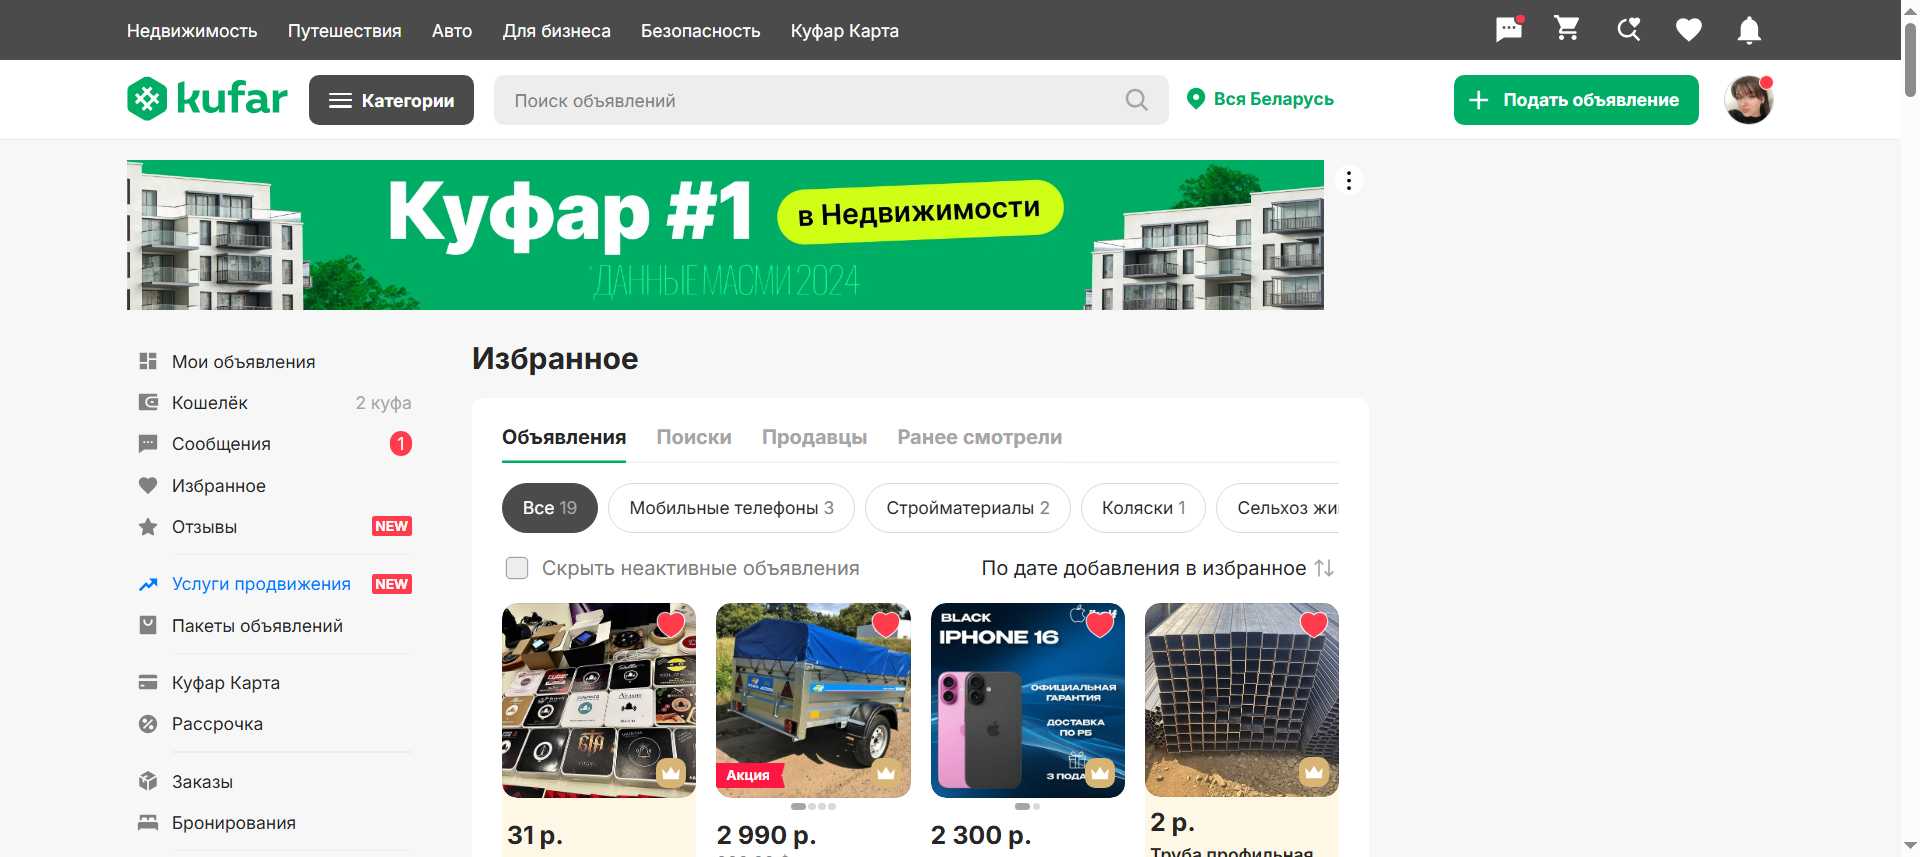 Недвижимость Путешествия Авто Для бизнеса Безопасность Куфар Карта
kufar Категории Поиск объявлений Вся Беларусь Подать объявление
Куфар #1 в Недвижимости
*ДАННЫЕ МАСМИ 2024
Мои объявления
Кошелёк 2 куфа
Сообщения 1
Избранное
Отзывы NEW
Услуги продвижения NEW
Пакеты объявлений
Куфар Карта
Рассрочка
Заказы
Бронирования
Избранное
Объявления Поиски Продавцы Ранее смотрели
Все 19 Мобильные телефоны 3 Стройматериалы 2 Коляски 1 Сельхоз жи
Скрыть неактивные объявления По дате добавления в избранное
Акция
BLACK
IPHONE 16
ОФИЦИАЛЬНАЯ
ГАРАНТИЯ
ДОСТАВКА
ПО РБ
31 р. 2 990 р. 2 300 р. 2 р.
Труба профильная